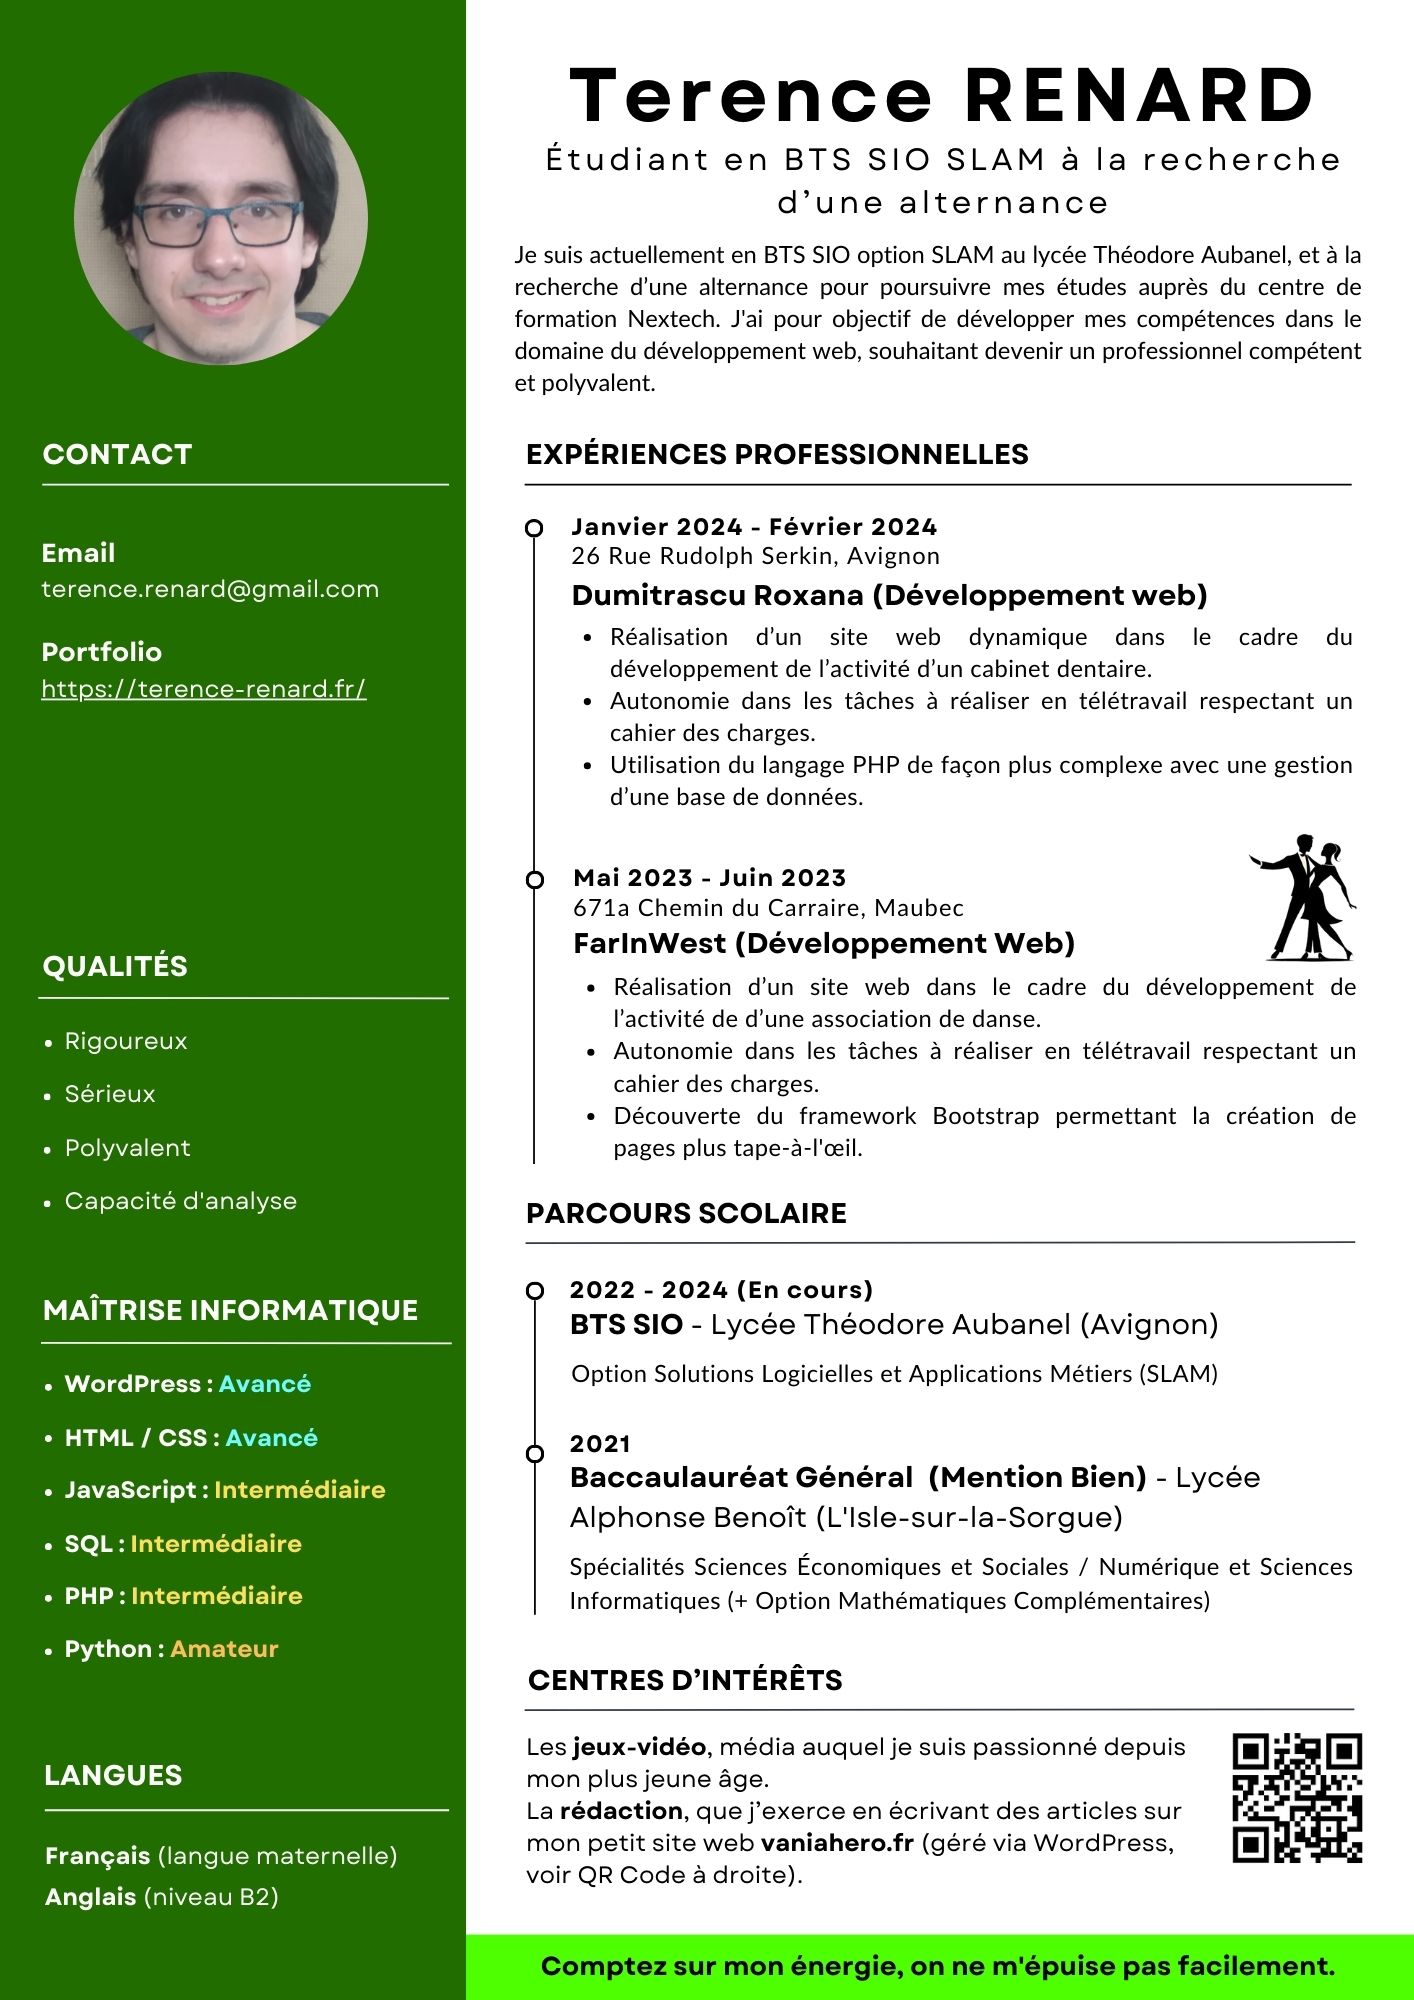 Terence RENARD
Étudiant en BTS SIO SLAM à la recherche
d’une alternance
Je suis actuellement en BTS SIO option SLAM au lycée Théodore Aubanel, et à la
recherche d’une alternance pour poursuivre mes études auprès du centre de
formation Nextech. J'ai pour objectif de développer mes compétences dans le
domaine du développement web, souhaitant devenir un professionnel compétent
et polyvalent.
CONTACT
Email
terence.renard@gmail.com
Portfolio
https://terence-renard.fr/
QUALITÉS
• Rigoureux
• Sérieux
• Polyvalent
• Capacité d'analyse
MAÎTRISE INFORMATIQUE
• WordPress : Avancé
• HTML / CSS : Avancé
• JavaScript : Intermédiaire
• SQL : Intermédiaire
• PHP : Intermédiaire
• Python : Amateur
LANGUES
Français (langue maternelle)
Anglais (niveau B2)
EXPÉRIENCES PROFESSIONNELLES
Janvier 2024 - Février 2024
26 Rue Rudolph Serkin, Avignon
Dumitrascu Roxana (Développement web)
• Réalisation d’un site web dynamique dans le cadre du
développement de l’activité d’un cabinet dentaire.
• Autonomie dans les tâches à réaliser en télétravail respectant un
cahier des charges.
• Utilisation du langage PHP de façon plus complexe avec une gestion
d’une base de données.
Mai 2023 - Juin 2023
671a Chemin du Carraire, Maubec
FarInWest (Développement Web)
• Réalisation d’un site web dans le cadre du développement de
l’activité de d’une association de danse.
• Autonomie dans les tâches à réaliser en télétravail respectant un
cahier des charges.
• Découverte du framework Bootstrap permettant la création de
pages plus tape-à-l'œil.
PARCOURS SCOLAIRE
2022 - 2024 (En cours)
BTS SIO - Lycée Théodore Aubanel (Avignon)
Option Solutions Logicielles et Applications Métiers (SLAM)
2021
Baccaulauréat Général (Mention Bien) - Lycée
Alphonse Benoît (L'Isle-sur-la-Sorgue)
Spécialités Sciences Économiques et Sociales / Numérique et Sciences
Informatiques (+ Option Mathématiques Complémentaires)
CENTRES D’INTÉRÊTS
Les jeux-vidéo, média auquel je suis passionné depuis
mon plus jeune âge.
La rédaction, que j’exerce en écrivant des articles sur
mon petit site web vaniahero.fr (géré via WordPress,
voir QR Code à droite).
Comptez sur mon énergie, on ne m'épuise pas facilement.